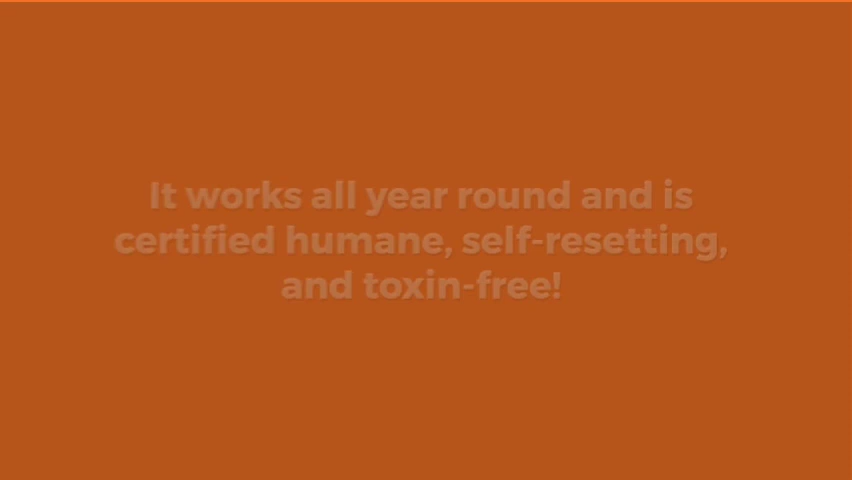 It works all year round and is
certified humane, self-resetting,
and toxin-free!